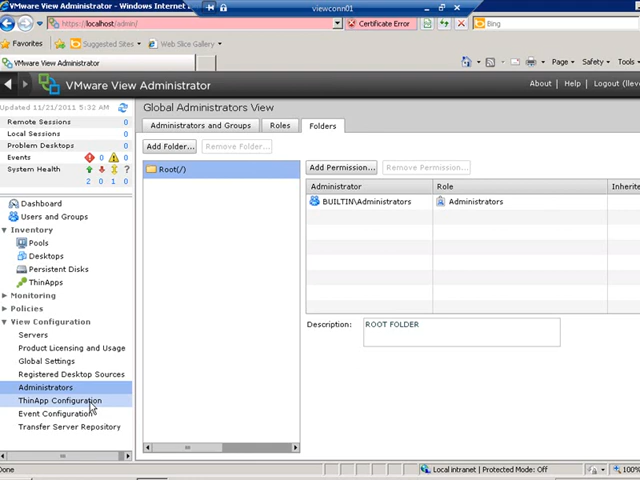 VMware View Administrator - Windows Internet E
viewconn01
https://localhost/admin/
Certificate Error
Bing
Favorites
Suggested Sites
Web Slice Gallery
VMware View Administrator
Page
Safety
Tools
VMware View Administrator
About
Help
Logout (llev
Updated 11/21/2011 5:32 AM
Remote Sessions 0
Local Sessions 0
Problem Desktops 0
Events 0 0
System Health
2 0 1 0
Dashboard
Users and Groups
Inventory
Pools
Desktops
Persistent Disks
ThinApps
Monitoring
Policies
View Configuration
Servers
Product Licensing and Usage
Global Settings
Registered Desktop Sources
Administrators
ThinApp Configuration
Event Configuration
Transfer Server Repository
Global Administrators View
Administrators and Groups
Roles
Folders
Add Folder...
Remove Folder...
Root(/)
Add Permission...
Remove Permission...
Administrator
Role
Inherite
BUILTIN\Administrators
Administrators
Description:
ROOT FOLDER
Done
Local intranet | Protected Mode: Off
100%